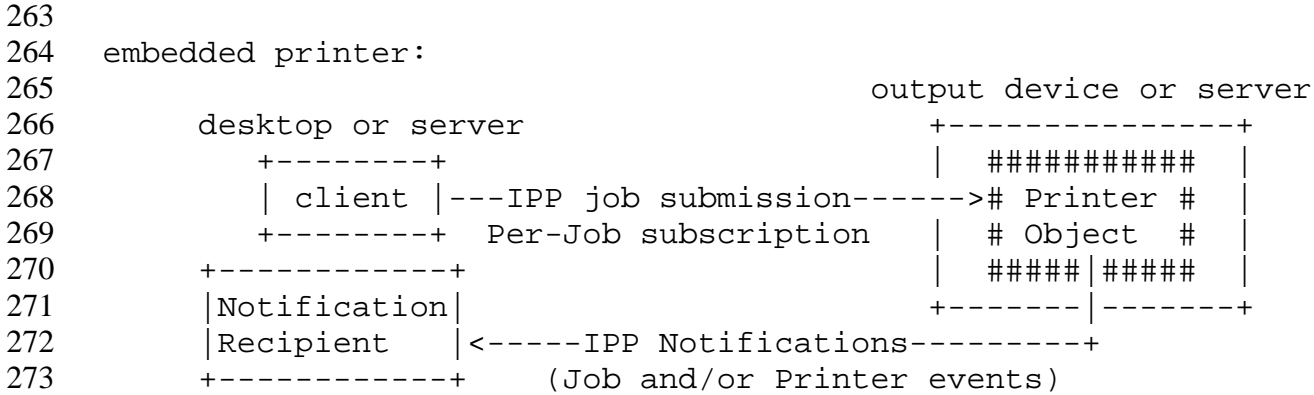 263
264 embedded printer:
265 output device or server
266 desktop or server +---------------+
267 +--------+ | ########### |
268 | client |---IPP job submission------># Printer # |
269 +--------+ Per-Job subscription | # Object # |
270 +------------+ | #####|##### |
271 |Notification| +-------|-------+
272 |Recipient |<-----IPP Notifications---------+
273 +------------+ (Job and/or Printer events)